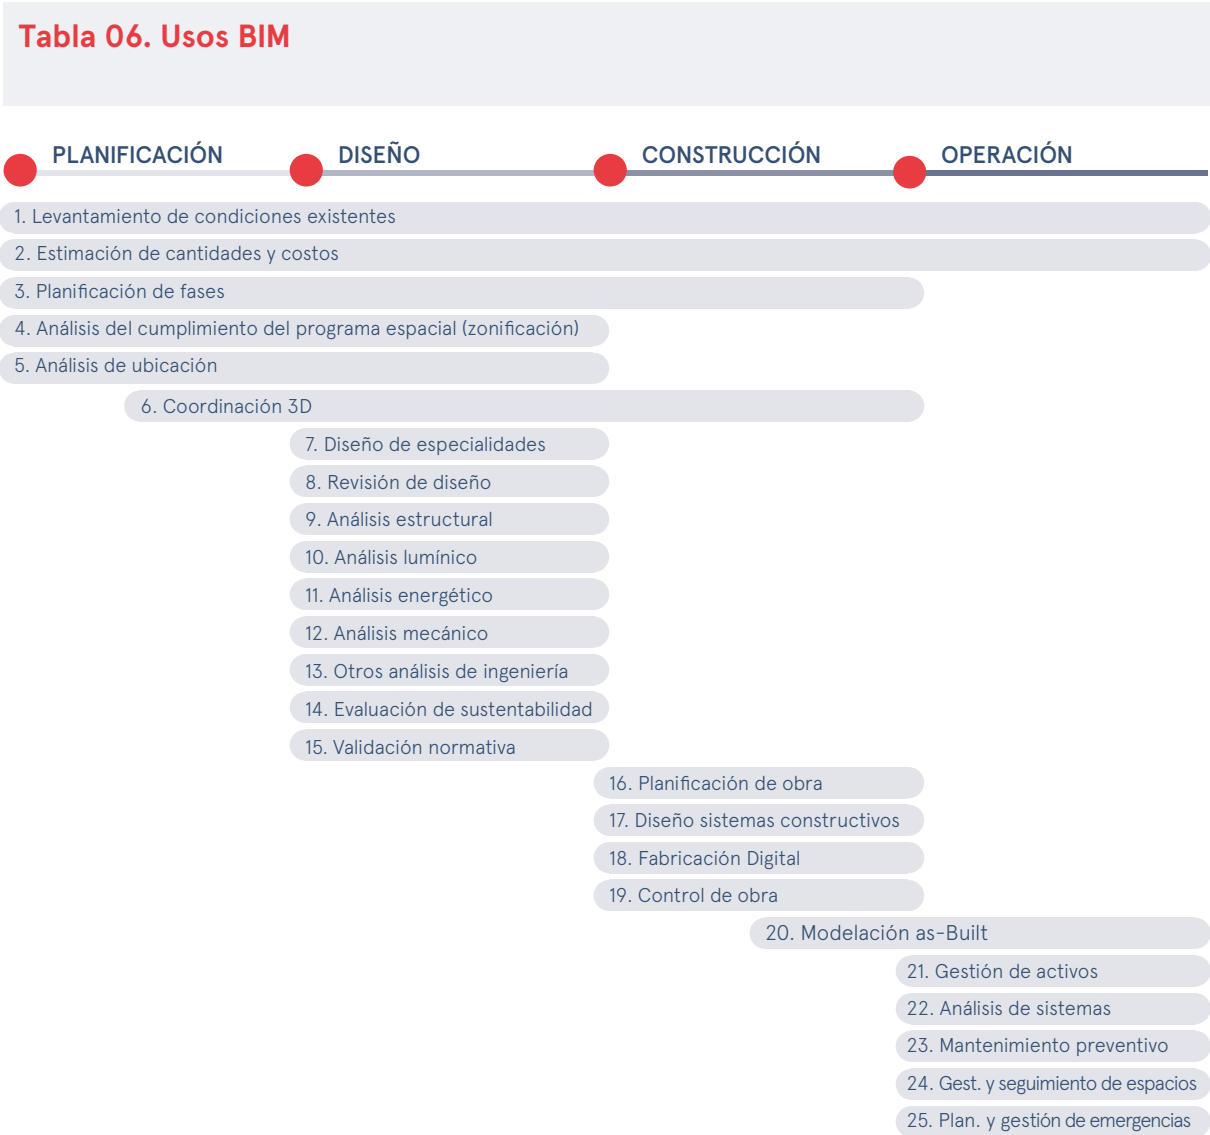 Tabla 06. Usos BIM
PLANIFICACIÓN DISEÑO CONSTRUCCIÓN OPERACIÓN
1. Levantamiento de condiciones existentes
2. Estimación de cantidades y costos
3. Planificación de fases
4. Análisis del cumplimiento del programa espacial (zonificación)
5. Análisis de ubicación
6. Coordinación 3D
7. Diseño de especialidades
8. Revisión de diseño
9. Análisis estructural
10. Análisis lumínico
11. Análisis energético
12. Análisis mecánico
13. Otros análisis de ingeniería
14. Evaluación de sustentabilidad
15. Validación normativa
16. Planificación de obra
17. Diseño sistemas constructivos
18. Fabricación Digital
19. Control de obra
20. Modelación as-Built
21. Gestión de activos
22. Análisis de sistemas
23. Mantenimiento preventivo
24. Gest. y seguimiento de espacios
25. Plan. y gestión de emergencias